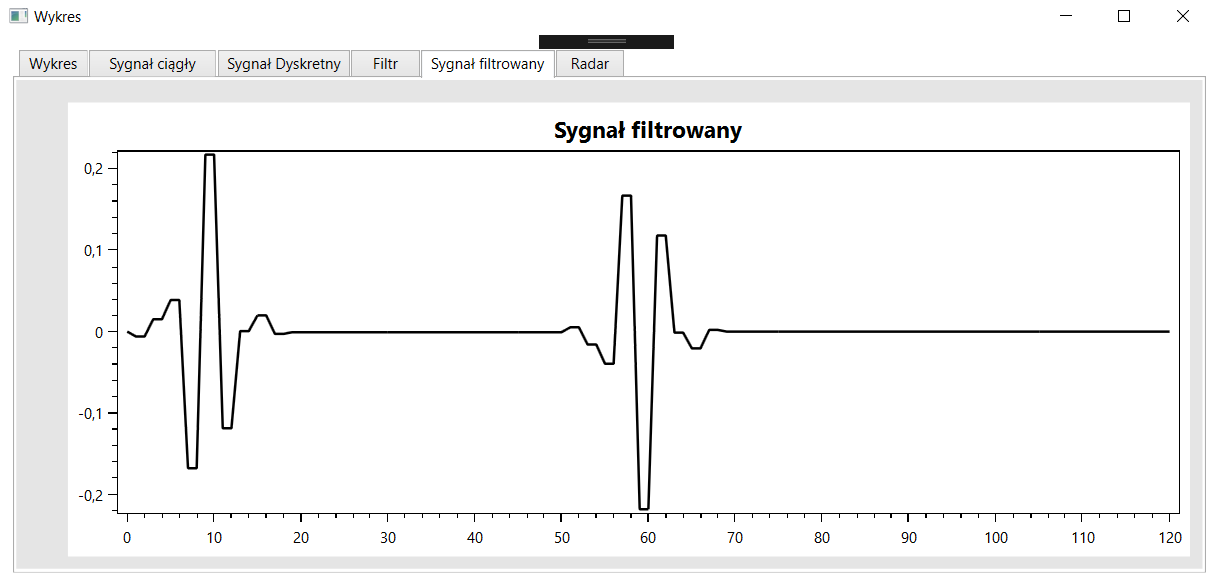 Wykres
Wykres Sygnał ciągły Sygnał Dyskretny Filtr Sygnał filtrowany Radar
Sygnał filtrowany
0,2
0,1
0
-0,1
-0,2
0 10 20 30 40 50 60 70 80 90 100 110 120